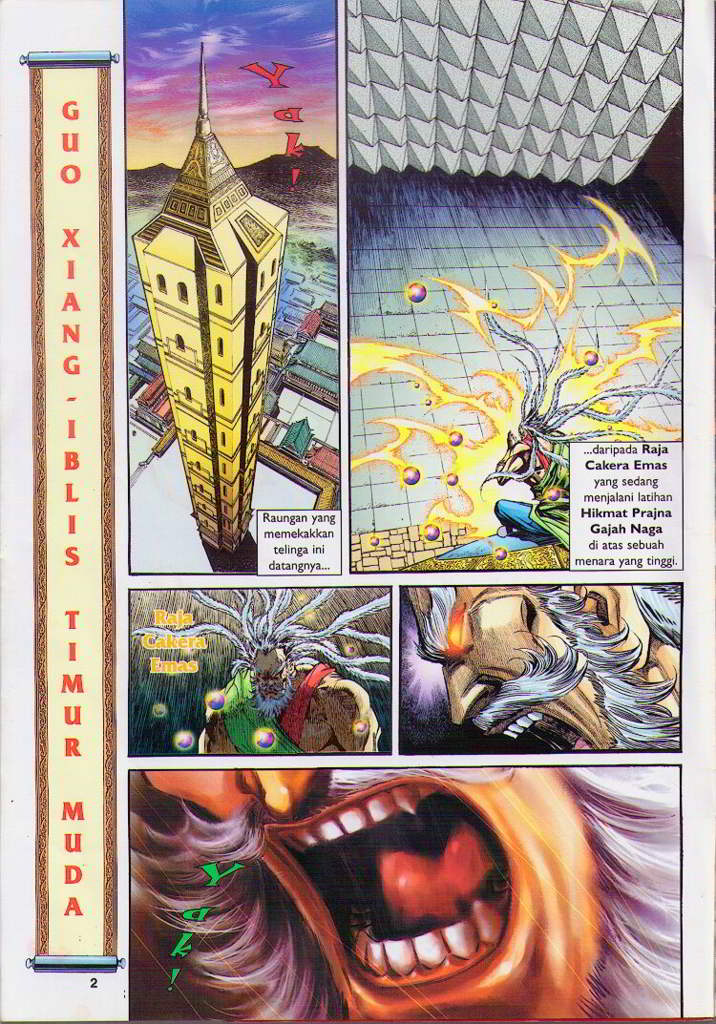 GUO XIANG-IBLIS TIMUR MUDA
Yak!
Raungan yang
memekakkan
telinga ini
datangnya...
...daripada Raja
Cakera Emas
yang sedang
menjalani latihan
Hikmat Prajna
Gajah Naga
di atas sebuah
menara yang tinggi.
Raja
Cakera
Emas
Yak!
2